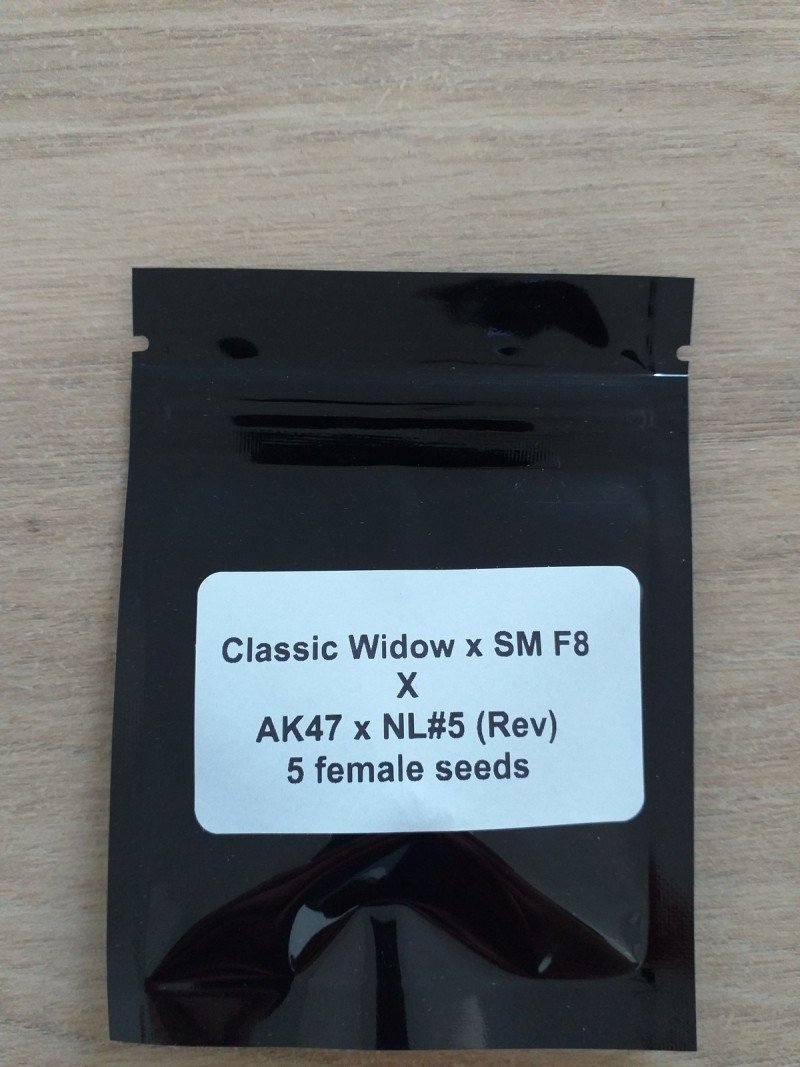 Classic Widow x SM F8
X
AK47 x NL#5 (Rev)
5 female seeds